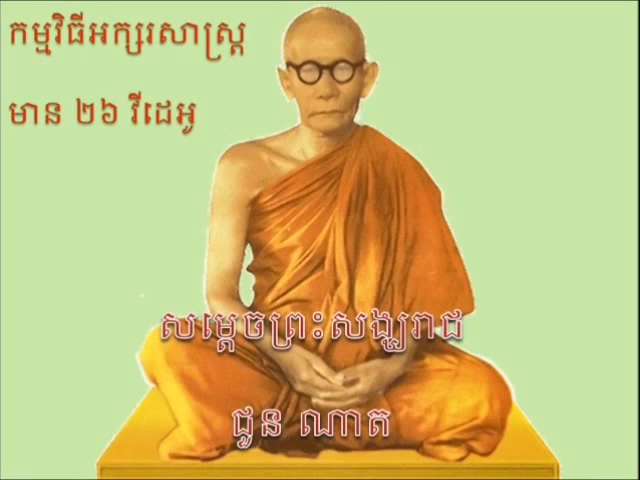 កម្មវិធីអក្សរសាស្ត្រ
មាន ២៦ វីដេអូ
សម្តេចព្រះសង្ឃរាជ
ជួន ណាត